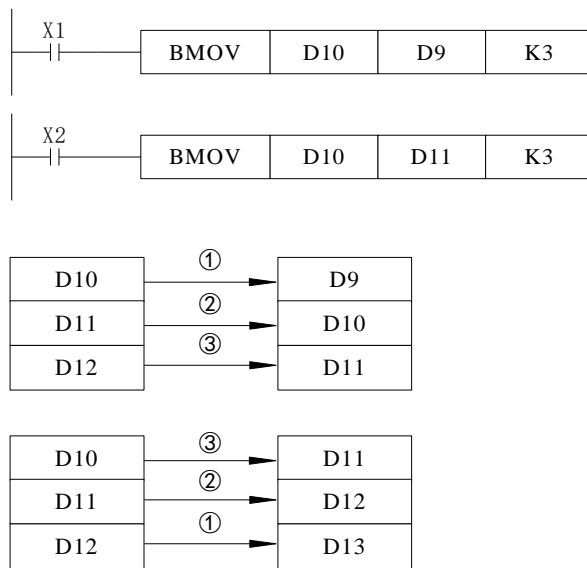 X1
BMOV D10 D9 K3
X2
BMOV D10 D11 K3
①
D10 D9
②
D11 D10
③
D12 D11
③
D10 D11
②
D11 D12
①
D12 D13